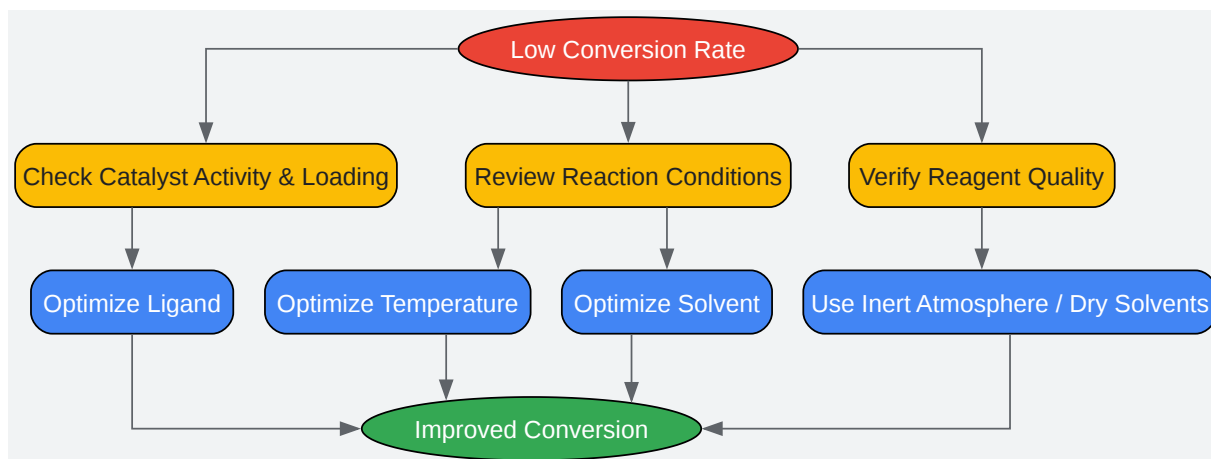 Low Conversion Rate
Check Catalyst Activity & Loading
Review Reaction Conditions
Verify Reagent Quality
Optimize Ligand
Optimize Temperature
Optimize Solvent
Use Inert Atmosphere / Dry Solvents
Improved Conversion